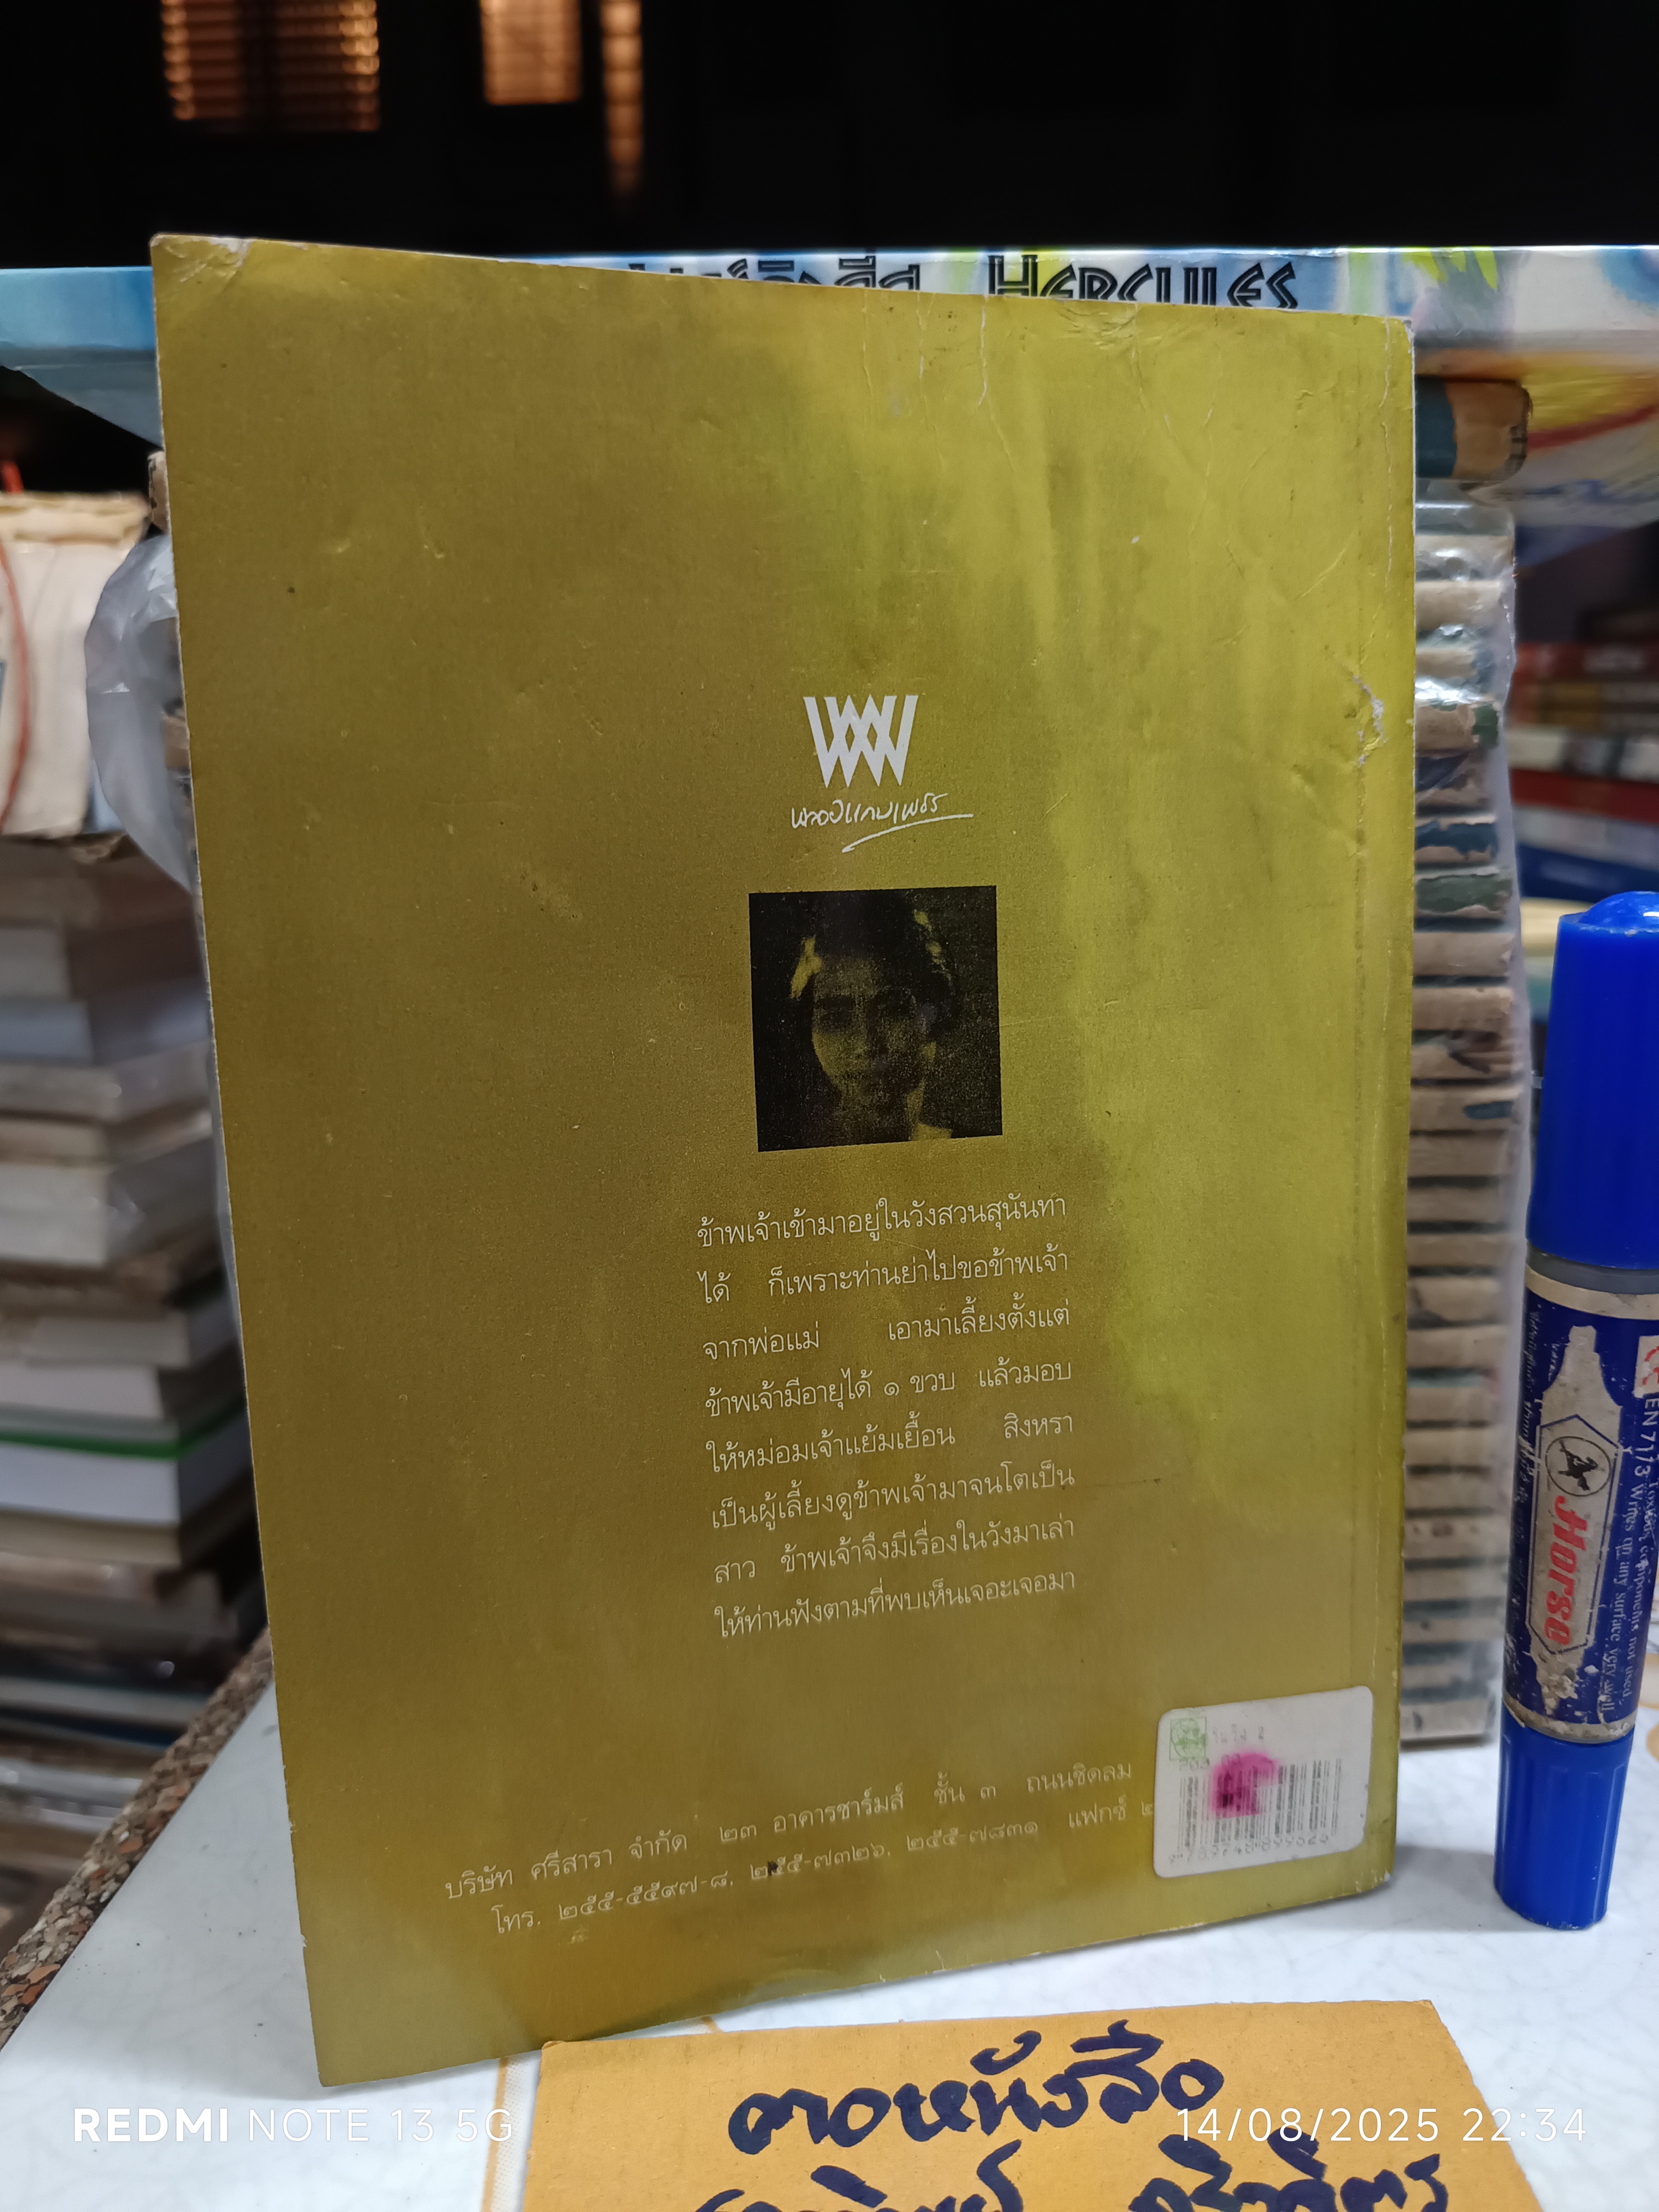 HERCULES
W
พลอยแกมเพชร
ข้าพเจ้าเข้ามาอยู่ในวังสวนสุนันทา
ได้ ก็เพราะท่านย่าไปขอข้าพเจ้า
จากพ่อแม่ เอามาเลี้ยงตั้งแต่
ข้าพเจ้ามีอายุได้ ๑ ขวบ แล้วมอบ
ให้หม่อมเจ้าแย้มเยื้อน สิงหรา
เป็นผู้เลี้ยงดูข้าพเจ้ามาจนโตเป็น
สาว ข้าพเจ้าจึงมีเรื่องในวังมาเล่า
ให้ท่านฟังตามที่พบเห็นเจอะเจอมา
บริษัท ศรีสารา จำกัด ๒๓ อาคารชาร์มส์ ชั้น ๓ ถนนชิดลม
โทร. ๒๕๕-๕๕๙๗-๘, ๒๕๕-๗๓๒๖, ๒๕๕-๗๘๓๑ แฟกซ์ ๒
Horse
ตอหนังสือ
REDMI NOTE 13 5G
14/08/2025 22:34